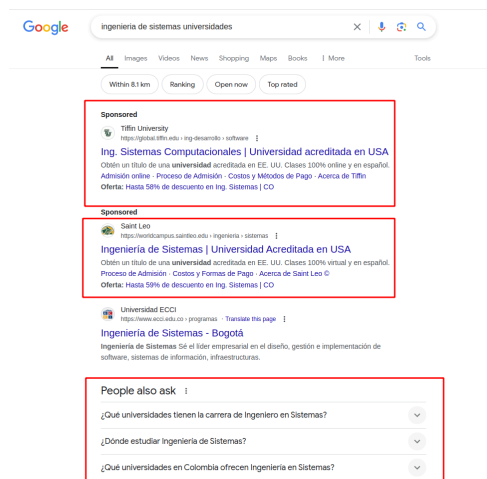 Google
ingenieria de sistemas universidades
All Images Videos News Shopping Maps Books More Tools
Within 8.1 km Ranking Open now Top rated
Sponsored
Tiffin University
https://global.tiffin.edu › ing-desarrollo › software
Ing. Sistemas Computacionales | Universidad acreditada en USA
Obtén un título de una universidad acreditada en EE. UU. Clases 100% online y en español.
Admisión online · Proceso de Admisión · Costos y Métodos de Pago · Acerca de Tiffin
Oferta: Hasta 58% de descuento en Ing. Sistemas | CO
Sponsored
Saint Leo
https://worldcampus.saintleo.edu › ingenieria › sistemas
Ingeniería de Sistemas | Universidad Acreditada en USA
Obtén un título de una universidad acreditada en EE. UU. Clases 100% virtual y en español.
Proceso de Admisión · Costos y Formas de Pago · Acerca de Saint Leo ©
Oferta: Hasta 59% de descuento en Ing. Sistemas | CO
Universidad ECCI
https://www.ecci.edu.co › programas · Translate this page
Ingeniería de Sistemas - Bogotá
Ingeniería de Sistemas Sé el líder empresarial en el diseño, gestión e implementación de
software, sistemas de información, infraestructuras.
People also ask
¿Qué universidades tienen la carrera de Ingeniero en Sistemas?
¿Dónde estudiar Ingeniería de Sistemas?
¿Qué universidades en Colombia ofrecen Ingeniería en Sistemas?